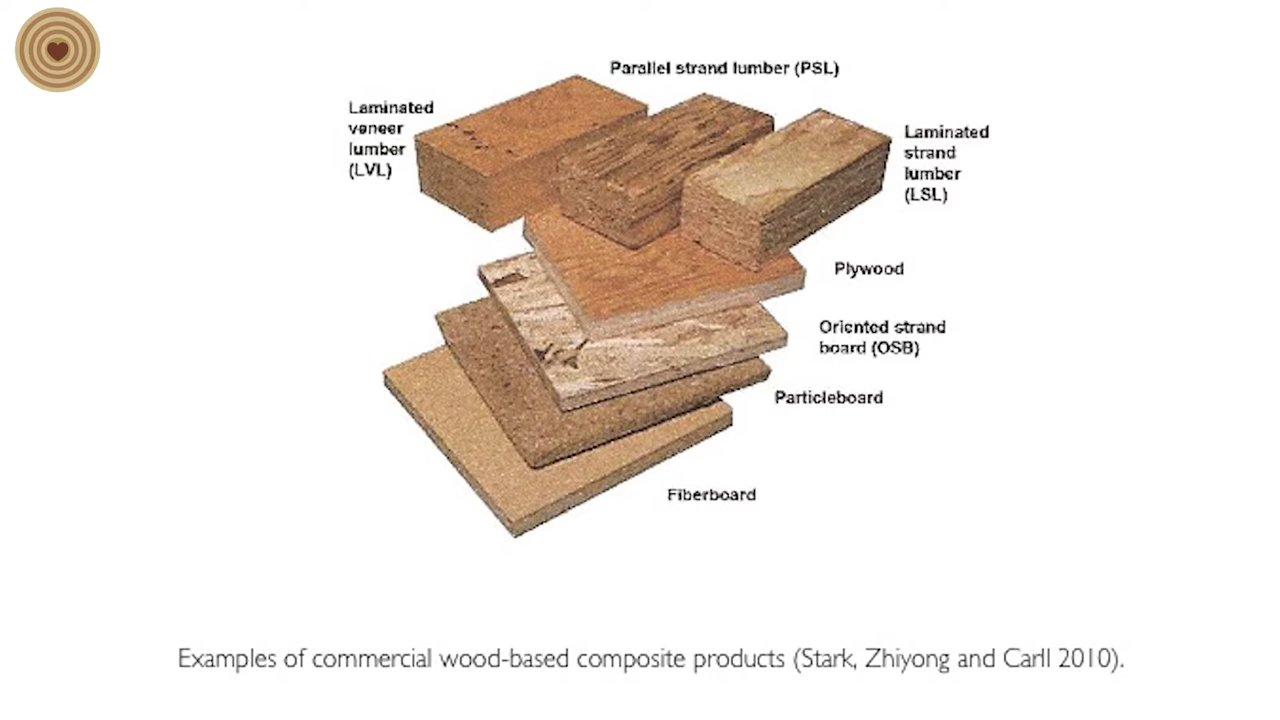 Parallel strand lumber (PSL)
Laminated
veneer
lumber
(LVL)
Laminated
strand
lumber
(LSL)
Plywood
Oriented strand
board (OSB)
Particleboard
Fiberboard
Examples of commercial wood-based composite products (Stark, Zhiyong and Carll 2010).